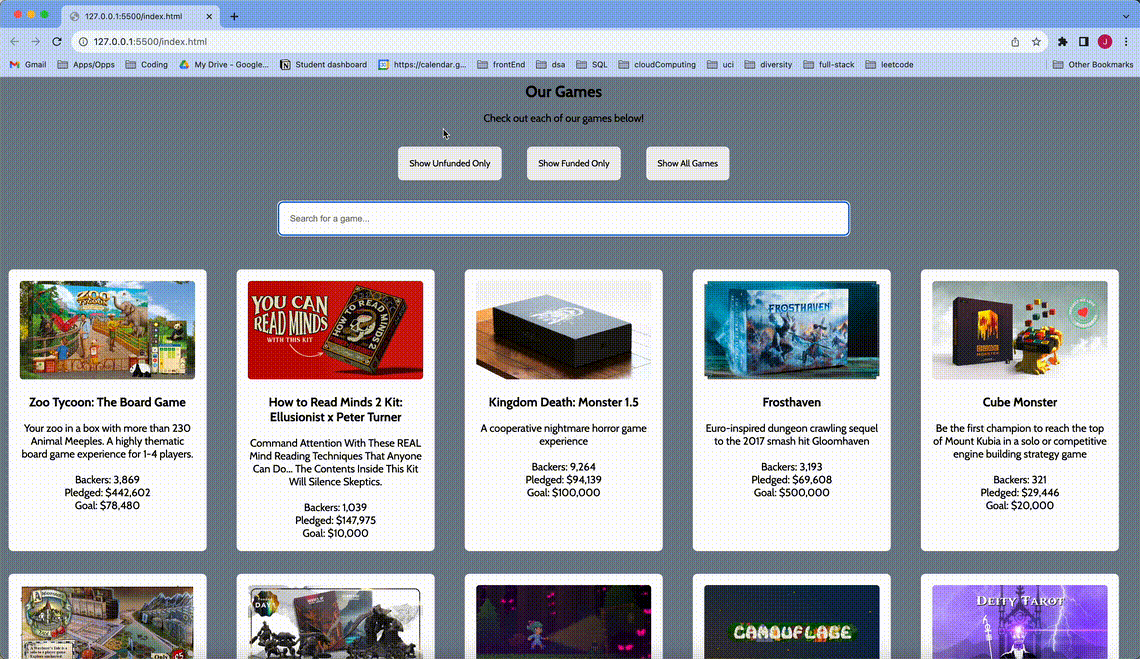 127.0.0.1:5500/index.html
127.0.0.1:5500/index.html
J
Gmail Apps/Opps Coding My Drive - Google... Student dashboard https://calendar.g... frontEnd dsa SQL cloudComputing uci diversity full-stack leetcode Other Bookmarks
Our Games
Check out each of our games below!
Show Unfunded Only Show Funded Only Show All Games
Search for a game...
ZOO
TYCOON
Zoo Tycoon: The Board Game
Your zoo in a box with more than 230
Animal Meeples. A highly thematic
board game experience for 1-4 players.
Backers: 3,869
Pledged: $442,602
Goal: $78,480
YOU CAN
READ MINDS
WITH THIS KIT
HOW TO READ MINDS 2
How to Read Minds 2 Kit:
Ellusionist x Peter Turner
Command Attention With These REAL
Mind Reading Techniques That Anyone
Can Do... The Contents Inside This Kit
Will Silence Skeptics.
Backers: 1,039
Pledged: $147,975
Goal: $10,000
Kingdom Death: Monster 1.5
A cooperative nightmare horror game
experience
Backers: 9,264
Pledged: $94,139
Goal: $100,000
FROSTHAVEN
Frosthaven
Euro-inspired dungeon crawling sequel
to the 2017 smash hit Gloomhaven
Backers: 3,193
Pledged: $69,608
Goal: $500,000
MONSTER
Cube Monster
Be the first champion to reach the top
of Mount Kubia in a solo or competitive
engine building strategy game
Backers: 321
Pledged: $29,446
Goal: $20,000
DAY
CAMOUFLAGE
DEITY TAROT